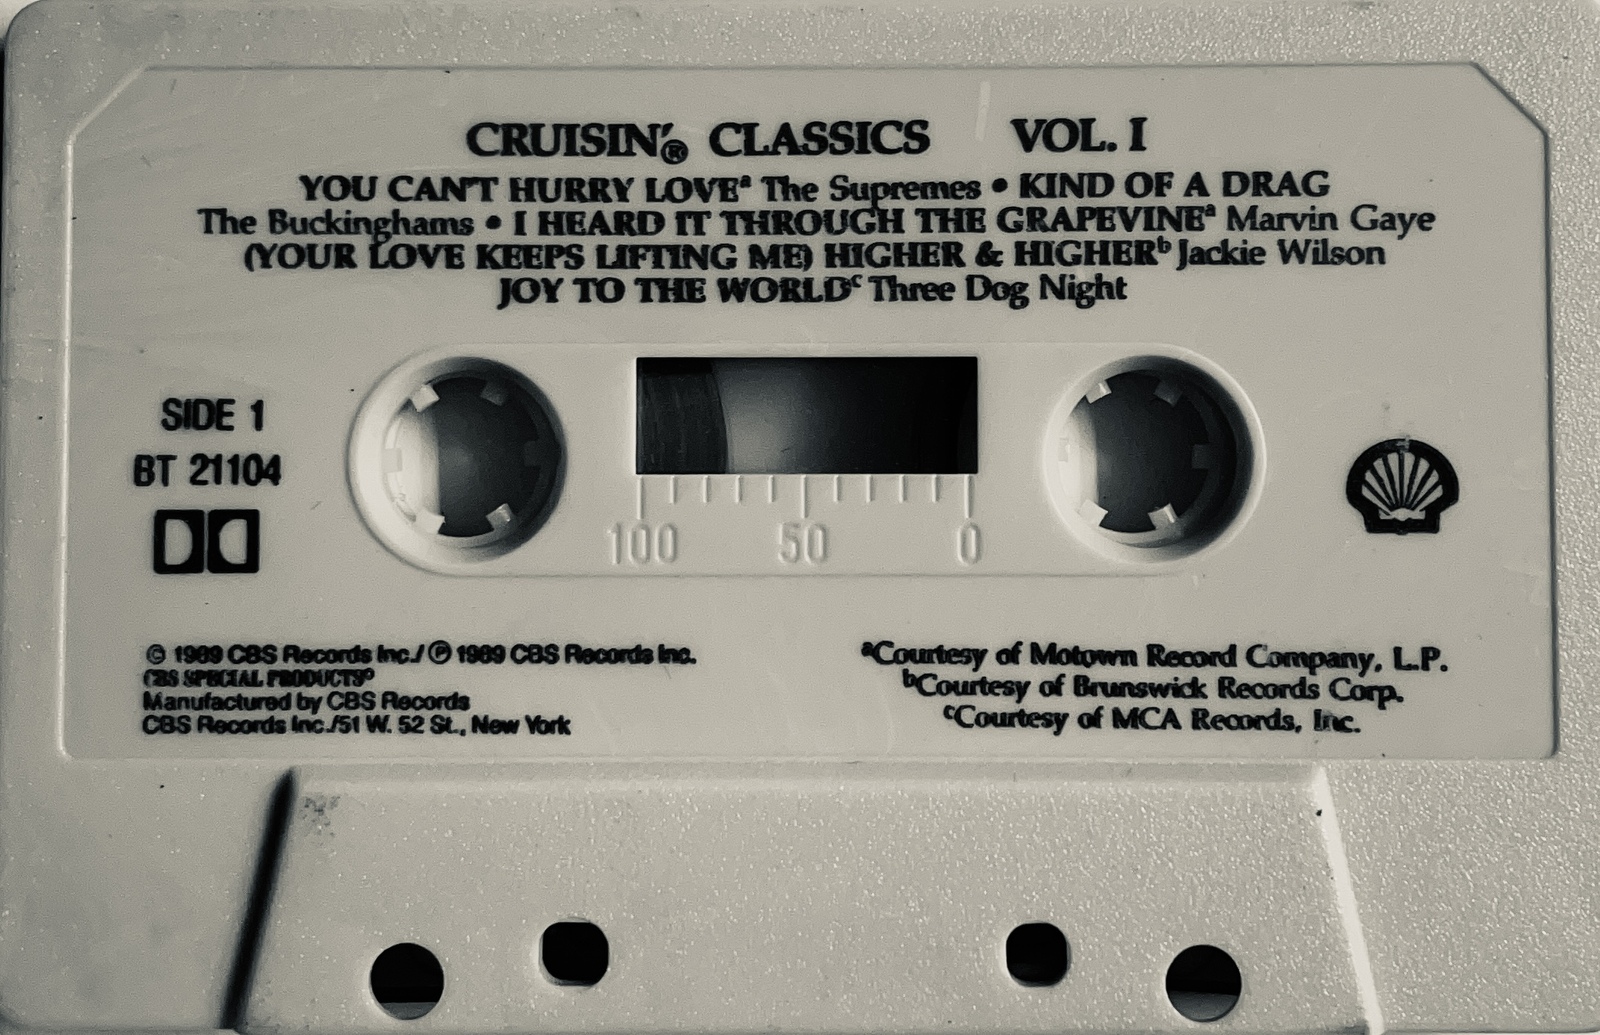 CRUISIN'® CLASSICS VOL. I
YOU CAN'T HURRY LOVEᵃ The Supremes • KIND OF A DRAG
The Buckinghams • I HEARD IT THROUGH THE GRAPEVINEᵃ Marvin Gaye
(YOUR LOVE KEEPS LIFTING ME) HIGHER & HIGHERᵇ Jackie Wilson
JOY TO THE WORLDᶜ Three Dog Night
SIDE 1
BT 21104
100 50 0
© 1989 CBS Records Inc./ ℗ 1989 CBS Records Inc.
CBS SPECIAL PRODUCTS®
Manufactured by CBS Records
CBS Records Inc./51 W. 52 St., New York
ᵃCourtesy of Motown Record Company, L.P.
ᵇCourtesy of Brunswick Records Corp.
ᶜCourtesy of MCA Records, Inc.